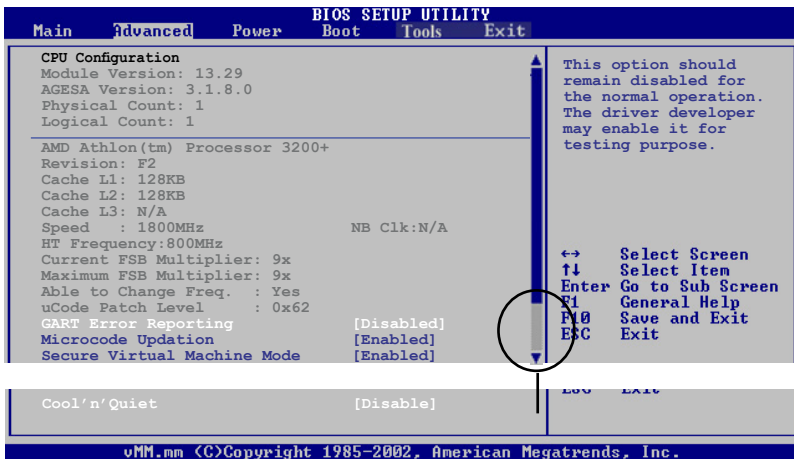 BIOS SETUP UTILITY
Main Advanced Power Boot Tools Exit
CPU Configuration
Module Version: 13.29
AGESA Version: 3.1.8.0
Physical Count: 1
Logical Count: 1
AMD Athlon(tm) Processor 3200+
Revision: F2
Cache L1: 128KB
Cache L2: 128KB
Cache L3: N/A
Speed : 1800MHz NB Clk:N/A
HT Frequency:800MHz
Current FSB Multiplier: 9x
Maximum FSB Multiplier: 9x
Able to Change Freq. : Yes
uCode Patch Level : 0x62
GART Error Reporting [Disabled]
Microcode Updation [Enabled]
Secure Virtual Machine Mode [Enabled]
Cool'n'Quiet [Disable]
This option should
remain disabled for
the normal operation.
The driver developer
may enable it for
testing purpose.
↔ Select Screen
↑↓ Select Item
Enter Go to Sub Screen
F1 General Help
F10 Save and Exit
ESC Exit
ESC Exit
vMM.mm (C)Copyright 1985-2002, American Megatrends, Inc.